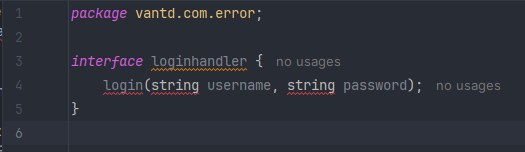 1 package vantd.com.error;
2
3 interface loginhandler { no usages
4 login(string username, string password); no usages
5 }
6